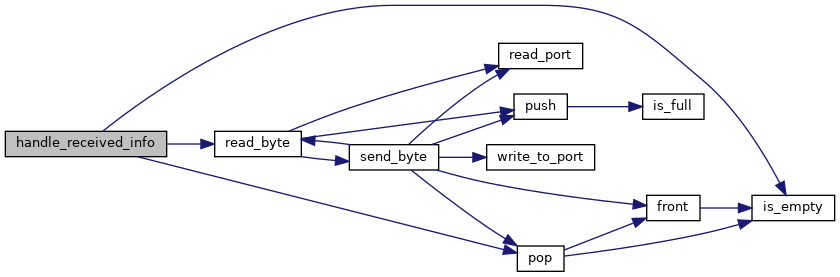 handle_received_info
read_byte
send_byte
read_port
push
is_full
write_to_port
front
is_empty
pop